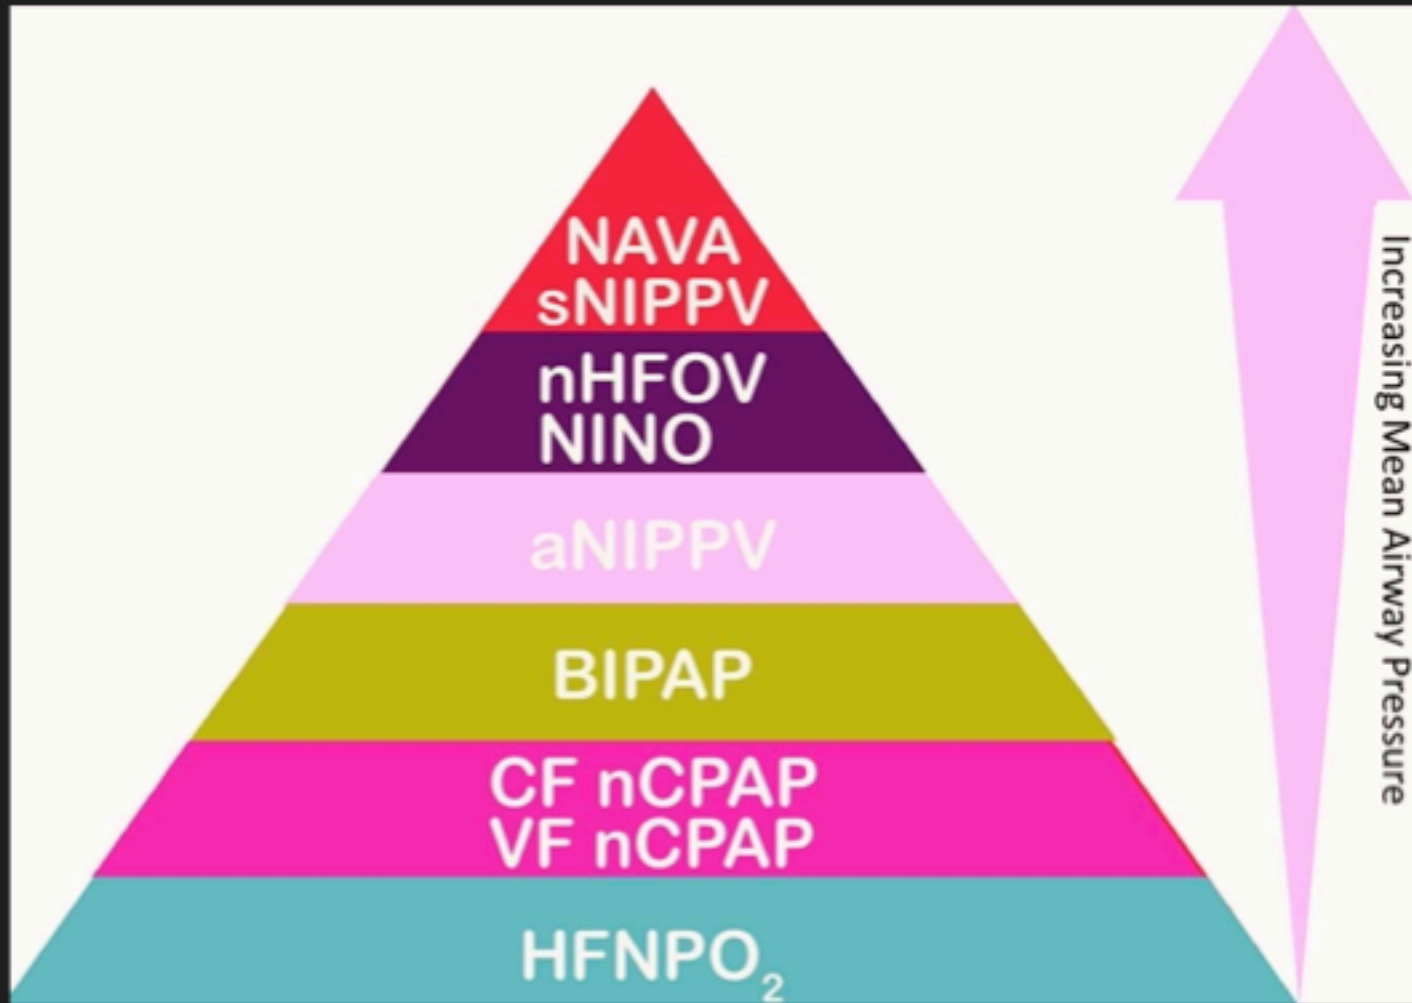 NAVA
sNIPPV
nHFOV
NINO
aNIPPV
BIPAP
CF nCPAP
VF nCPAP
HFNPO₂
Increasing Mean Airway Pressure